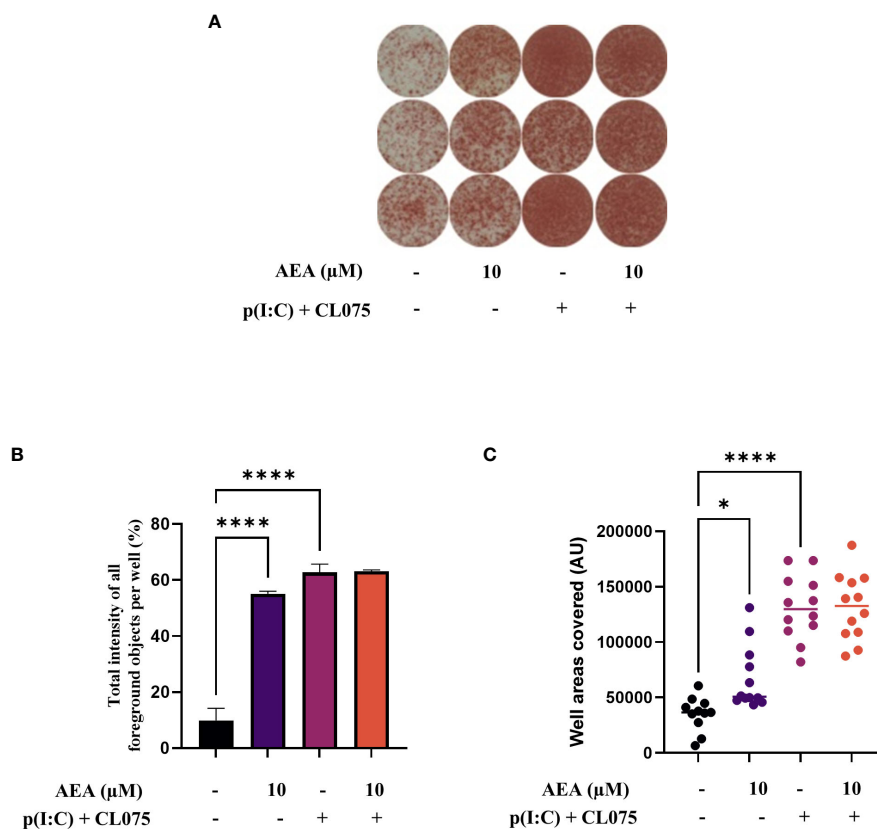 A
AEA (µM) - 10 - 10
p(I:C) + CL075 - - + +
B
****
****
Total intensity of all
foreground objects per well (%)
80
60
40
20
0
AEA (µM) - 10 - 10
p(I:C) + CL075 - - + +
C
****
*
Well areas covered (AU)
200000
150000
100000
50000
0
AEA (µM) - 10 - 10
p(I:C) + CL075 - - + +